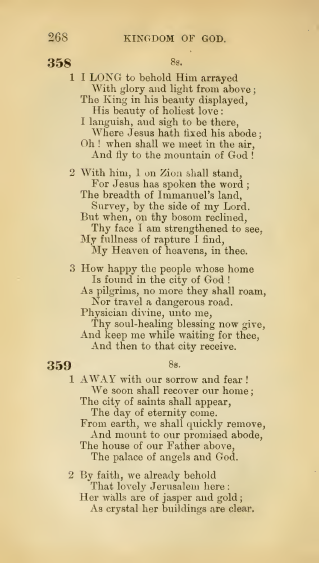 268 KINGDOM OF GOD.
358 8s.
1 I LONG to behold Him arrayed
With glory and light from above;
The King in his beauty displayed,
His beauty of holiest love:
I languish, and sigh to be there,
Where Jesus hath fixed his abode;
Oh! when shall we meet in the air,
And fly to the mountain of God!
2 With him, I on Zion shall stand,
For Jesus has spoken the word;
The breadth of Immanuel's land,
Survey, by the side of my Lord.
But when, on thy bosom reclined,
Thy face I am strengthened to see,
My fullness of rapture I find,
My Heaven of heavens, in thee.
3 How happy the people whose home
Is found in the city of God!
As pilgrims, no more they shall roam,
Nor travel a dangerous road.
Physician divine, unto me,
Thy soul-healing blessing now give,
And keep me while waiting for thee,
And then to that city receive.
359 8s.
1 AWAY with our sorrow and fear!
We soon shall recover our home;
The city of saints shall appear,
The day of eternity come.
From earth, we shall quickly remove,
And mount to our promised abode,
The house of our Father above,
The palace of angels and God.
2 By faith, we already behold
That lovely Jerusalem here:
Her walls are of jasper and gold;
As crystal her buildings are clear.